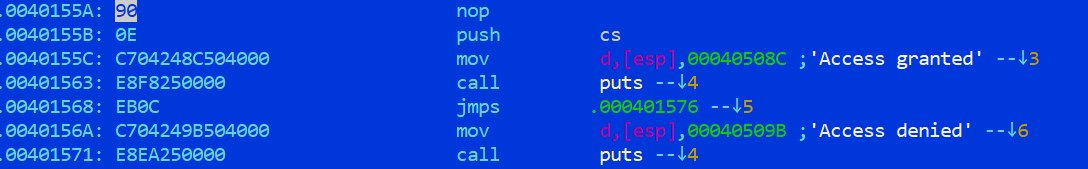 .0040155A: 90 nop
.0040155B: 0E push cs
.0040155C: C704248C504000 mov d,[esp],00040508C ;'Access granted' --↓3
.00401563: E8F8250000 call puts --↓4
.00401568: EB0C jmps .000401576 --↓5
.0040156A: C704249B504000 mov d,[esp],00040509B ;'Access denied' --↓6
.00401571: E8EA250000 call puts --↓4